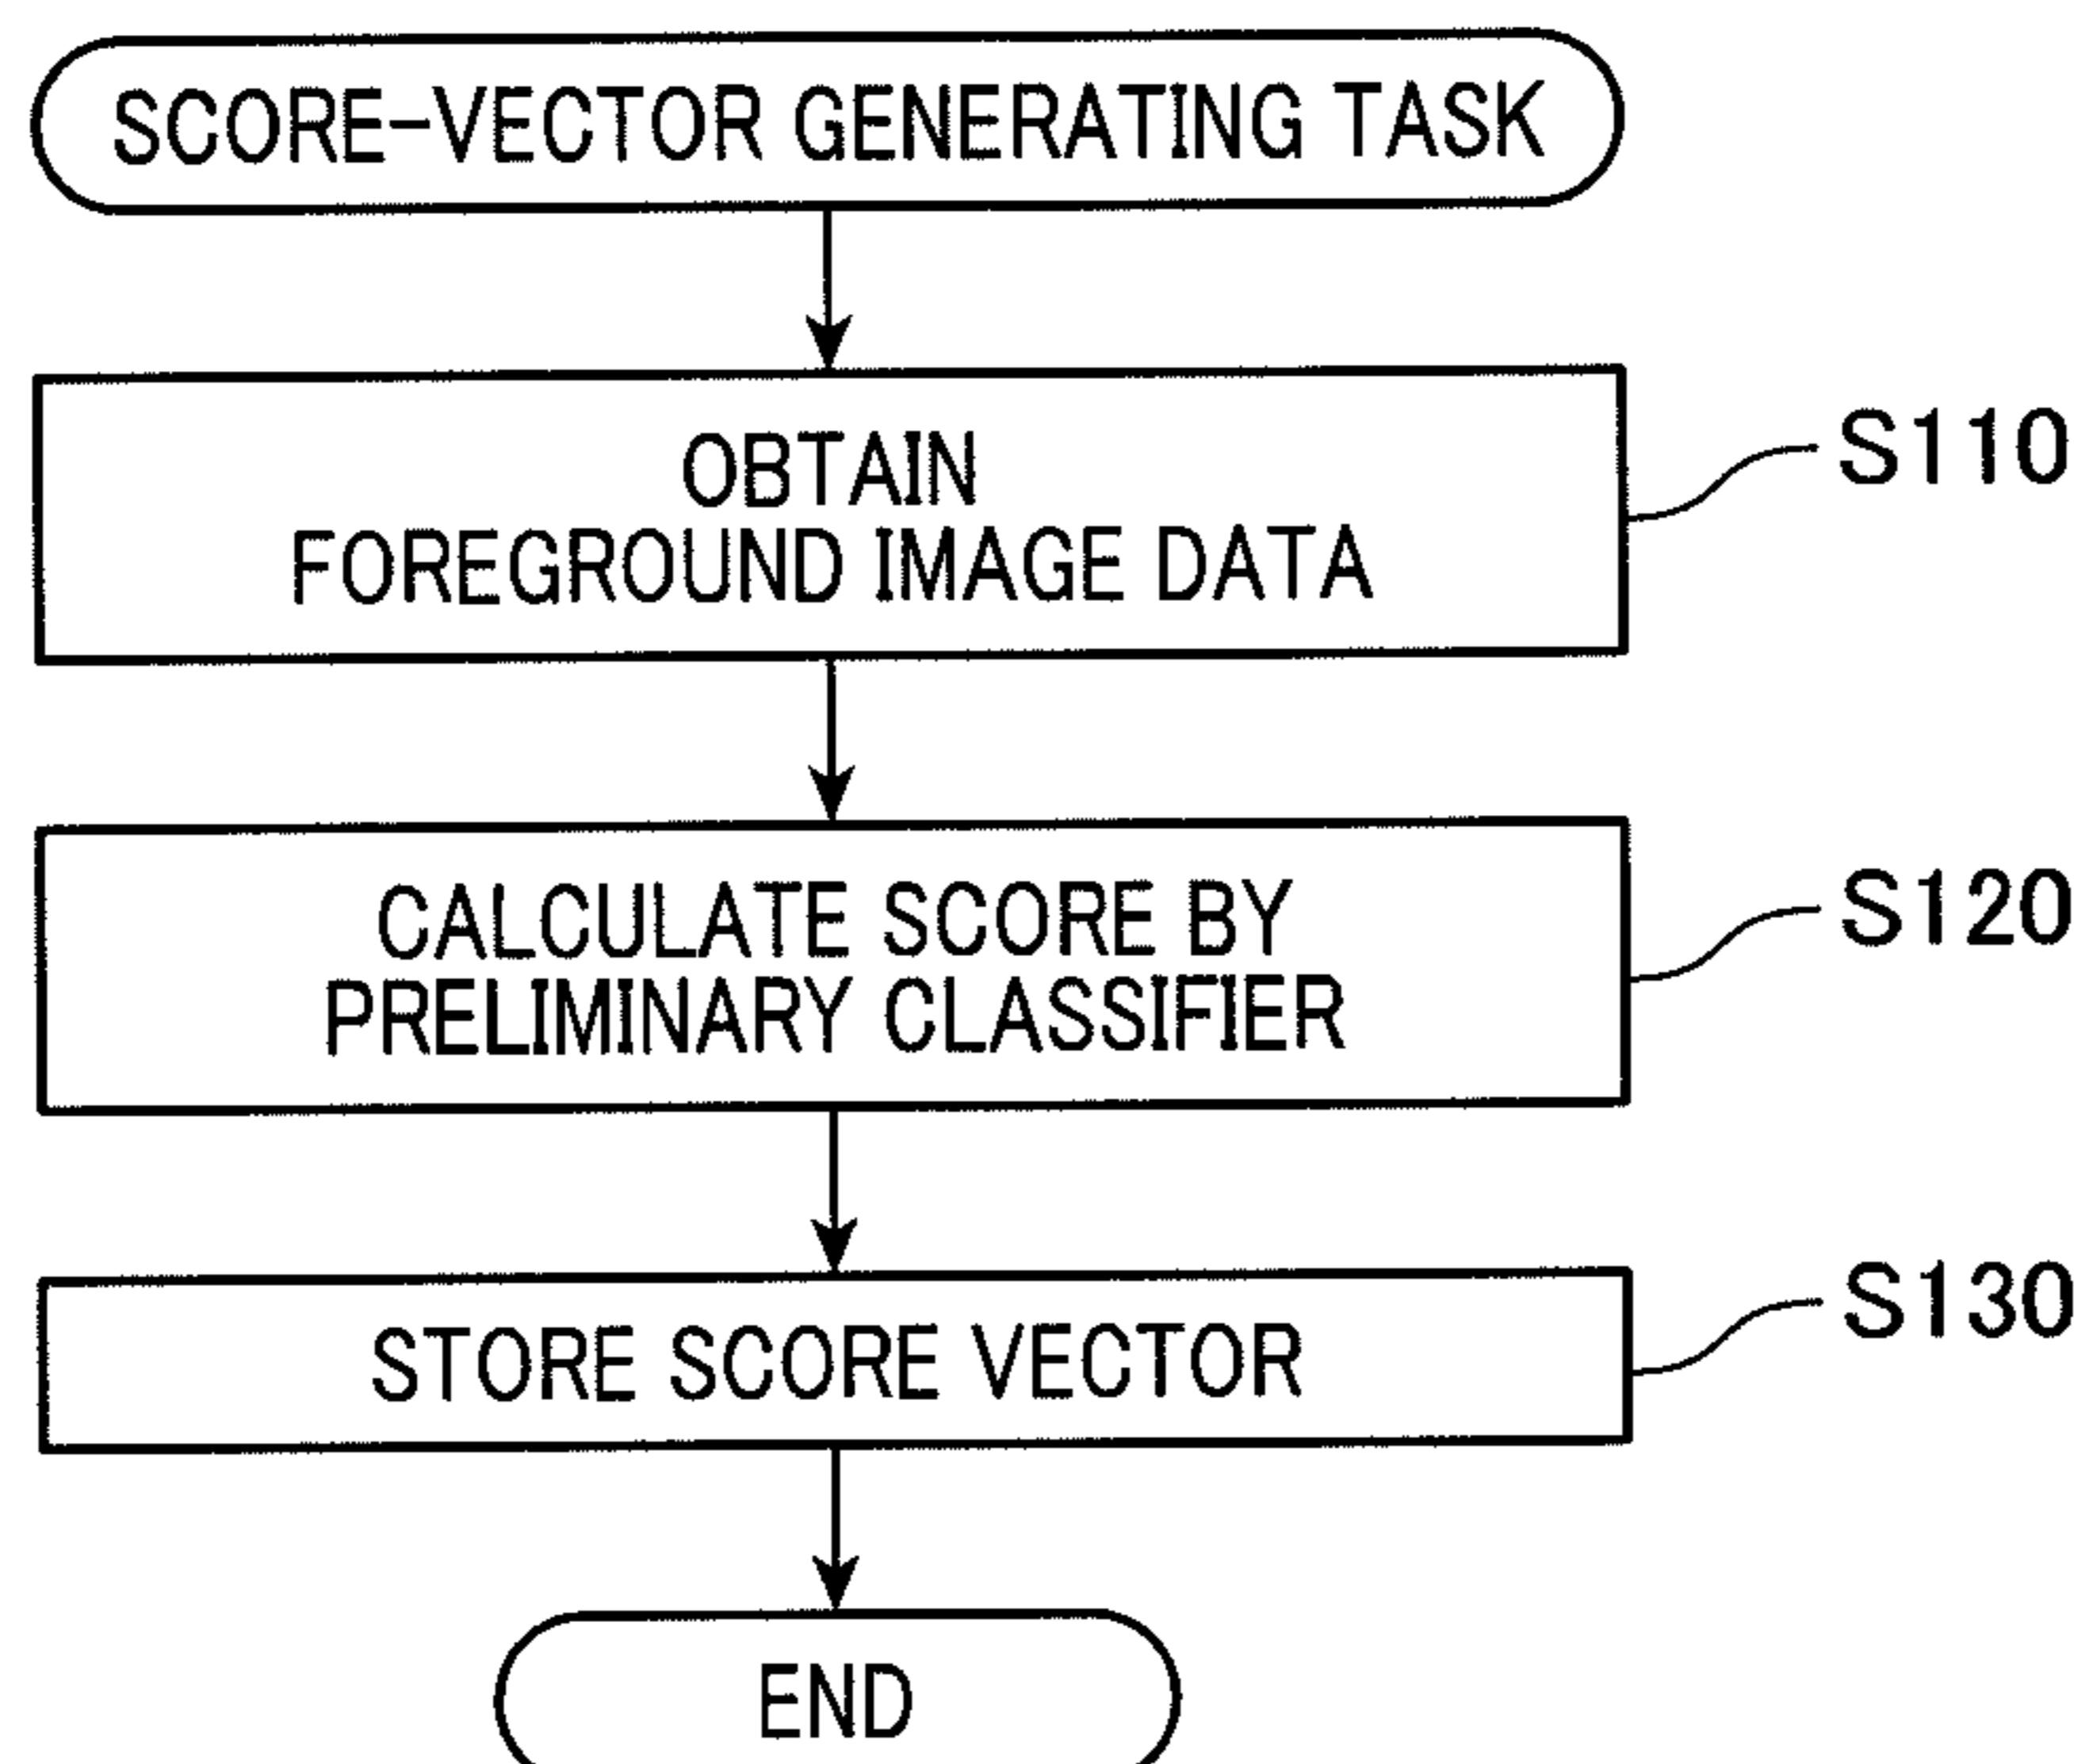 SCORE-VECTOR GENERATING TASK
OBTAIN
FOREGROUND IMAGE DATA
S110
CALCULATE SCORE BY
PRELIMINARY CLASSIFIER
S120
STORE SCORE VECTOR
S130
END